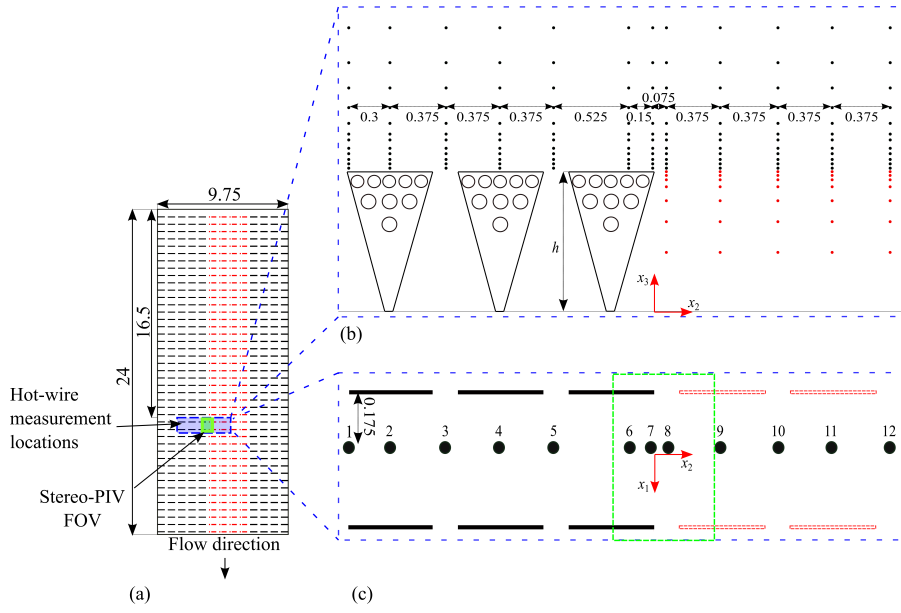 9.75
16.5
24
Hot-wire
measurement
locations
Stereo-PIV
FOV
Flow direction
(a)
0.075
0.3 0.375 0.375 0.375 0.525 0.15 0.375 0.375 0.375 0.375
h
x3
x2
(b)
0.175
1 2 3 4 5 6 7 8 9 10 11 12
x2
x1
(c)